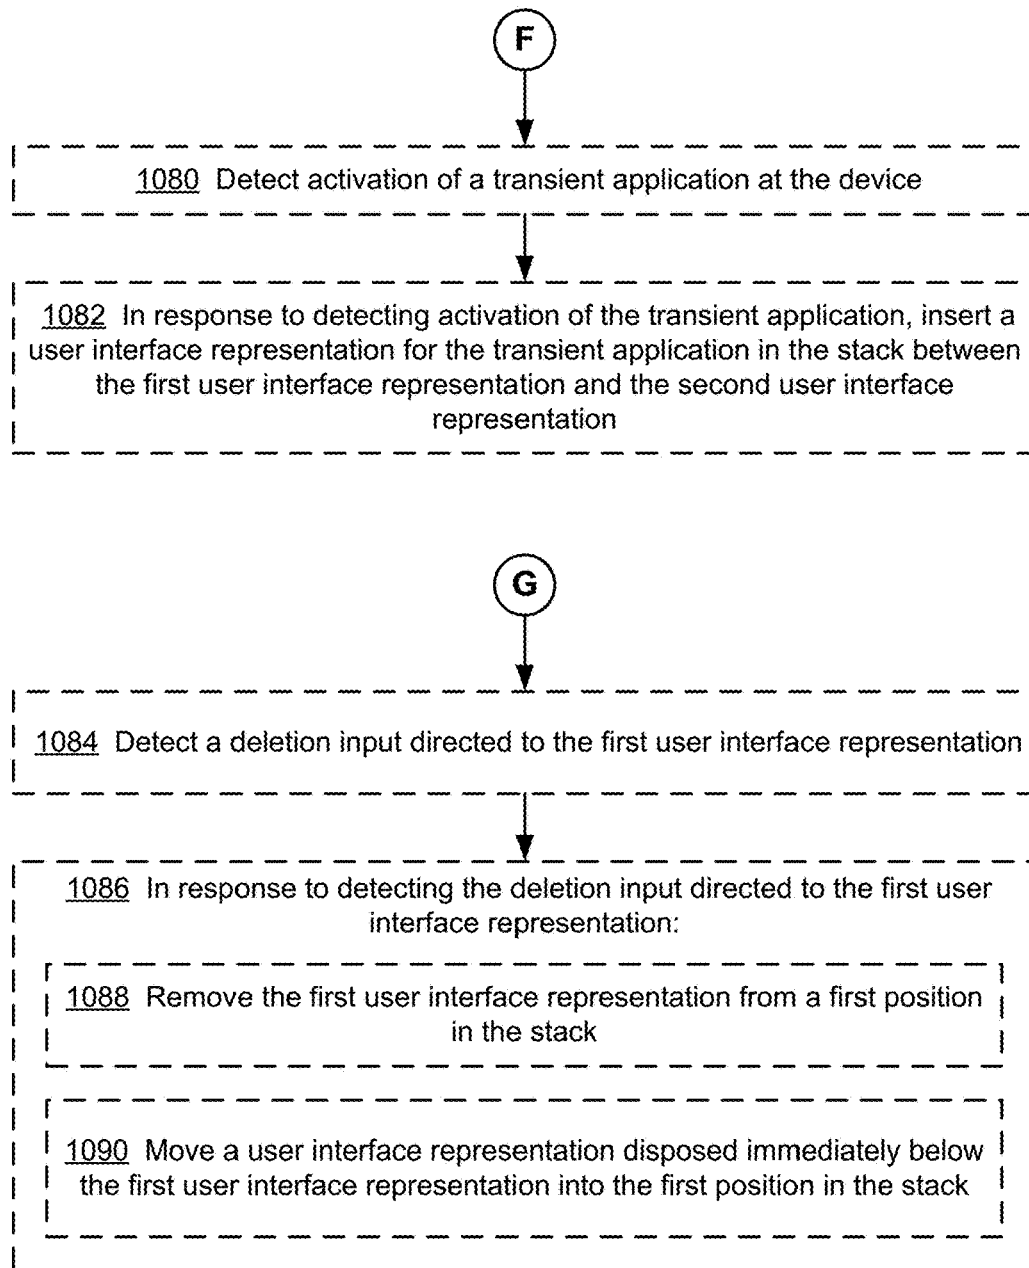 F
1080 Detect activation of a transient application at the device
1082 In response to detecting activation of the transient application, insert a
user interface representation for the transient application in the stack between
the first user interface representation and the second user interface
representation
G
1084 Detect a deletion input directed to the first user interface representation
1086 In response to detecting the deletion input directed to the first user
interface representation:
1088 Remove the first user interface representation from a first position
in the stack
1090 Move a user interface representation disposed immediately below
the first user interface representation into the first position in the stack